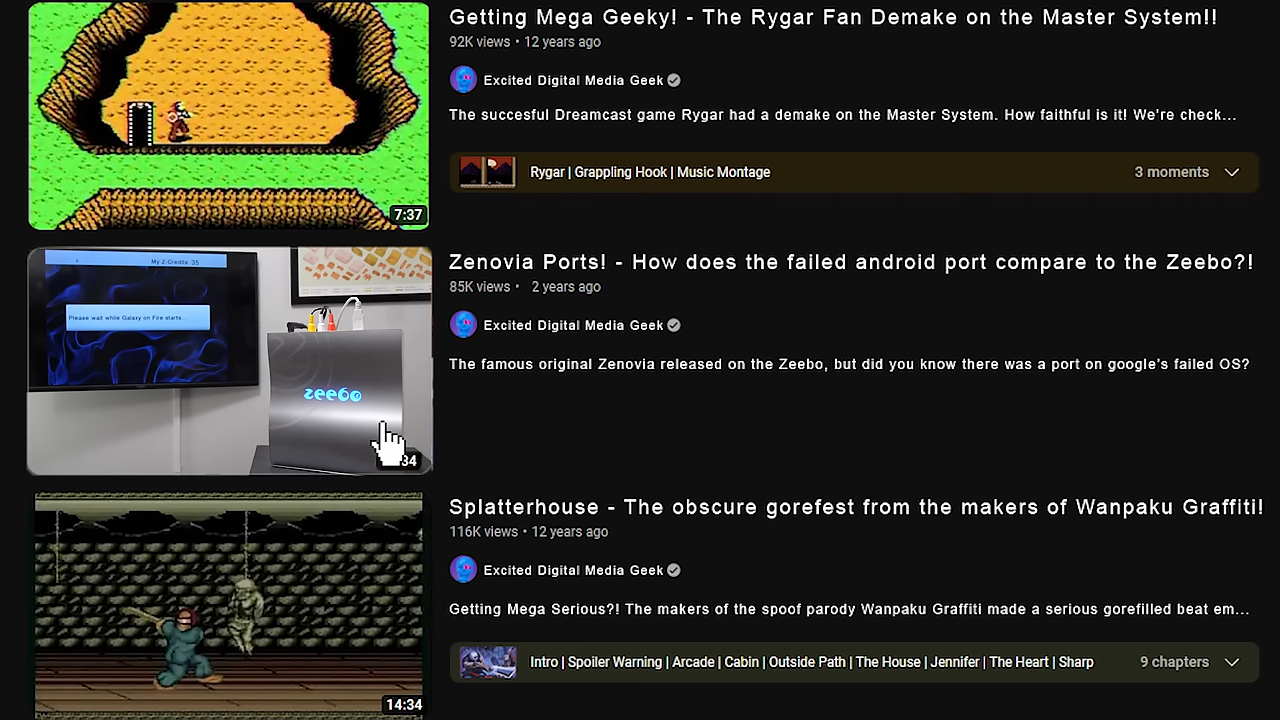 Getting Mega Geeky! - The Rygar Fan Demake on the Master System!!
92K views • 12 years ago
Excited Digital Media Geek
The succesful Dreamcast game Rygar had a demake on the Master System. How faithful is it! We're check...
Rygar | Grappling Hook | Music Montage
3 moments
7:37
Zenovia Ports! - How does the failed android port compare to the Zeebo?!
85K views • 2 years ago
My Z-Credits 35
Please wait while Galaxy on Fire starts...
zeebo
34
Excited Digital Media Geek
The famous original Zenovia released on the Zeebo, but did you know there was a port on google's failed OS?
Splatterhouse - The obscure gorefest from the makers of Wanpaku Graffiti!
116K views • 12 years ago
Excited Digital Media Geek
Getting Mega Serious?! The makers of the spoof parody Wanpaku Graffiti made a serious gorefilled beat em...
Intro | Spoiler Warning | Arcade | Cabin | Outside Path | The House | Jennifer | The Heart | Sharp
9 chapters
14:34